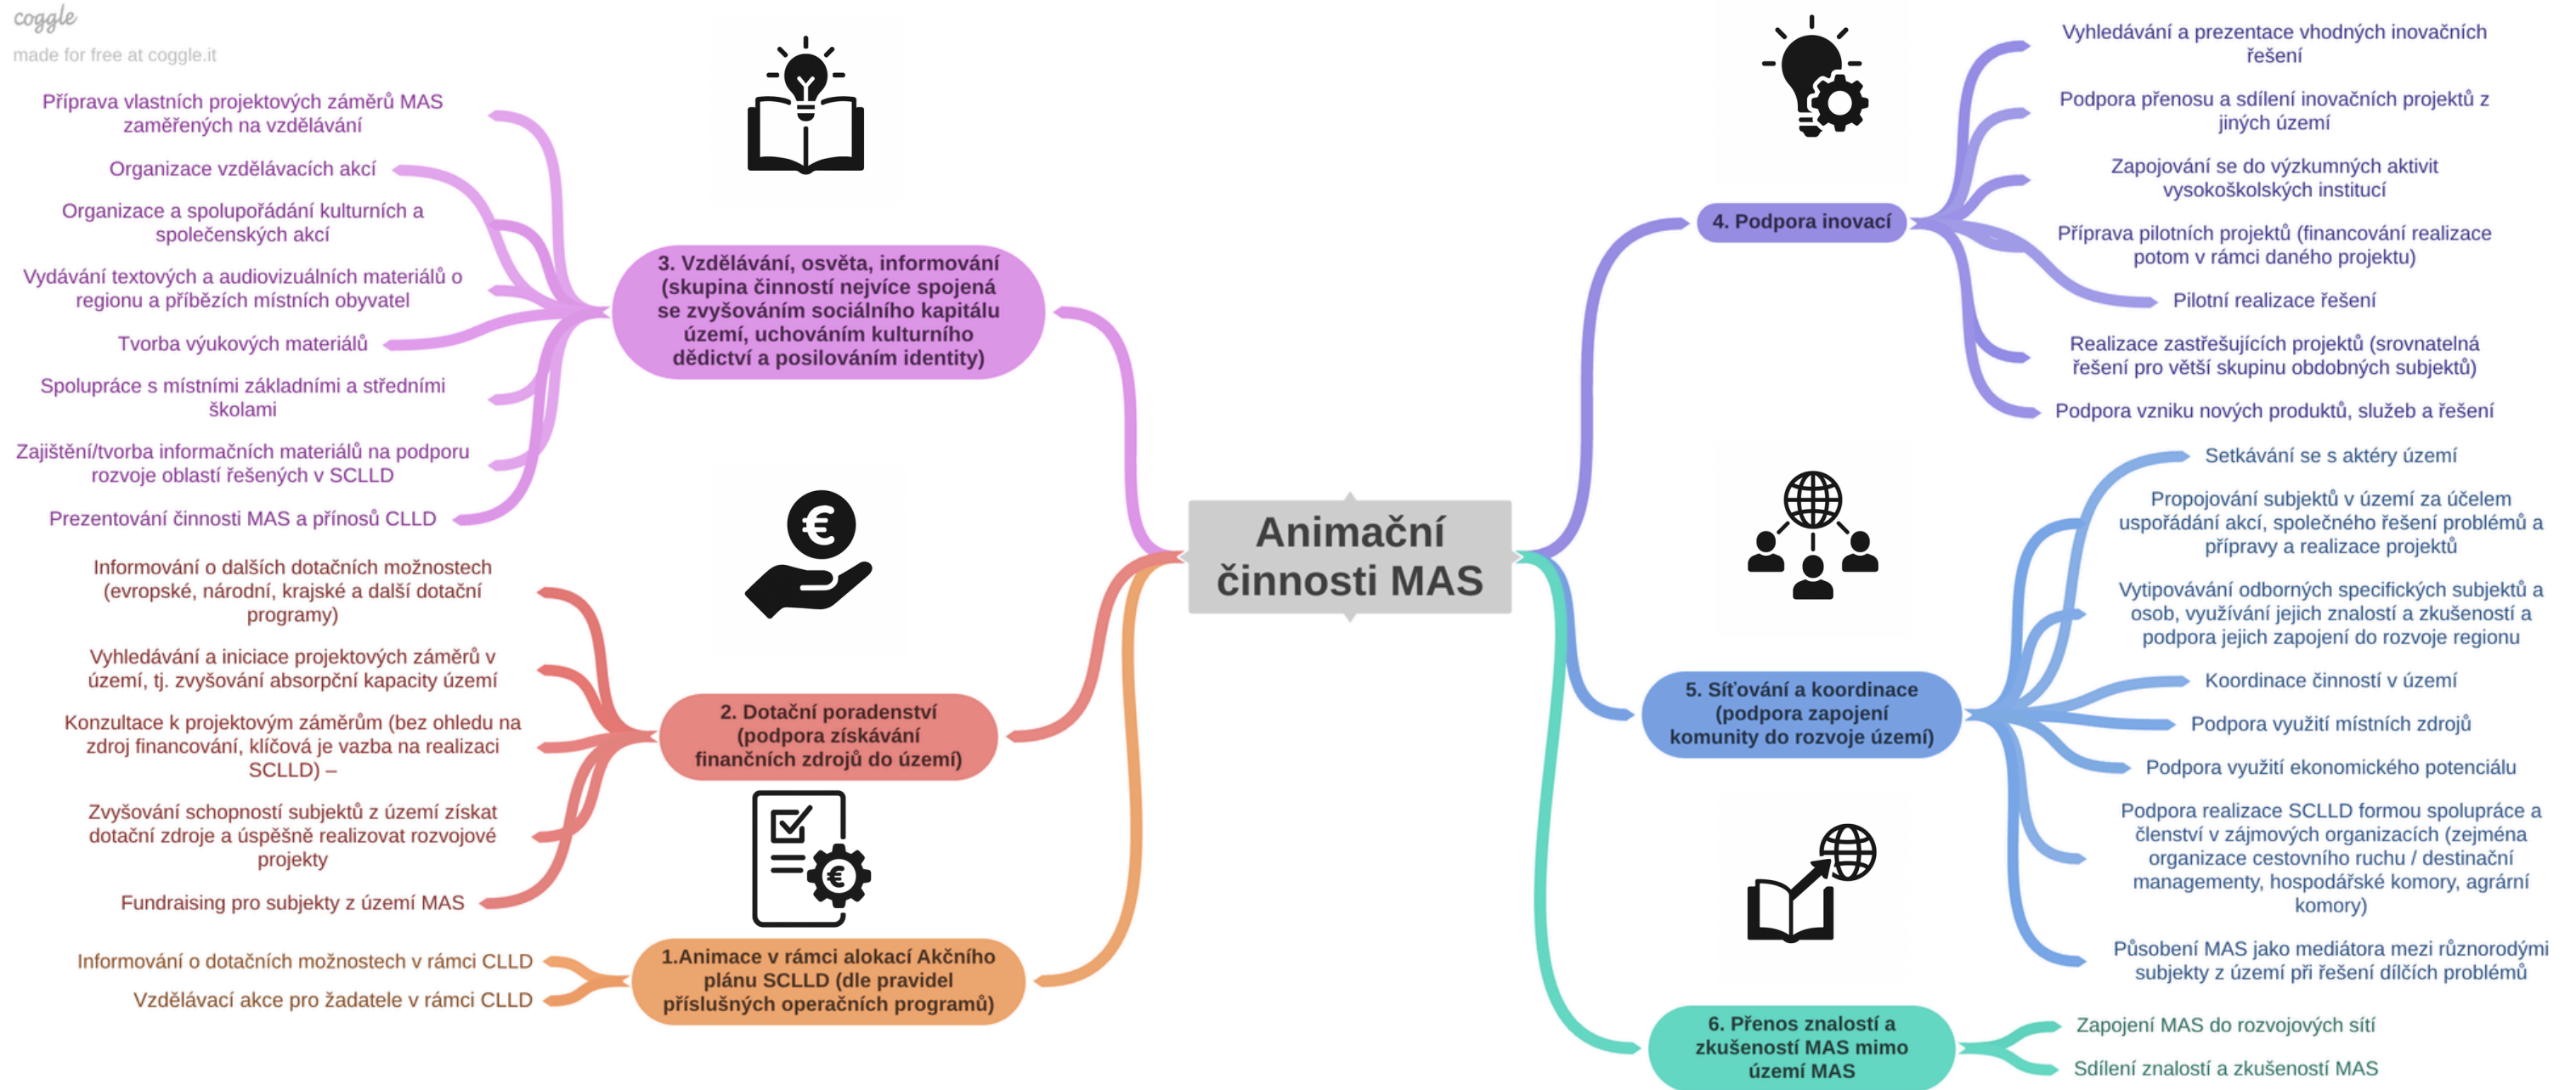 coggle
made for free at coggle.it
Příprava vlastních projektových záměrů MAS
zaměřených na vzdělávání
Organizace vzdělávacích akcí
Organizace a spolupořádání kulturních a
společenských akcí
Vydávání textových a audiovizuálních materiálů o
regionu a příbězích místních obyvatel
Tvorba výukových materiálů
Spolupráce s místními základními a středními
školami
Zajištění/tvorba informačních materiálů na podporu
rozvoje oblastí řešených v SCLLD
Prezentování činnosti MAS a přínosů CLLD
3. Vzdělávání, osvěta, informování
(skupina činností nejvíce spojená
se zvyšováním sociálního kapitálu
území, uchováním kulturního
dědictví a posilováním identity)
Informování o dalších dotačních možnostech
(evropské, národní, krajské a další dotační
programy)
Vyhledávání a iniciace projektových záměrů v
území, tj. zvyšování absorpční kapacity území
Konzultace k projektovým záměrům (bez ohledu na
zdroj financování, klíčová je vazba na realizaci
SCLLD) –
Zvyšování schopností subjektů z území získat
dotační zdroje a úspěšně realizovat rozvojové
projekty
Fundraising pro subjekty z území MAS
€
2. Dotační poradenství
(podpora získávání
finančních zdrojů do území)
Informování o dotačních možnostech v rámci CLLD
Vzdělávací akce pro žadatele v rámci CLLD
€
1.Animace v rámci alokací Akčního
plánu SCLLD (dle pravidel
příslušných operačních programů)
Animační
činnosti MAS
4. Podpora inovací
Vyhledávání a prezentace vhodných inovačních
řešení
Podpora přenosu a sdílení inovačních projektů z
jiných území
Zapojování se do výzkumných aktivit
vysokoškolských institucí
Příprava pilotních projektů (financování realizace
potom v rámci daného projektu)
Pilotní realizace řešení
Realizace zastřešujících projektů (srovnatelná
řešení pro větší skupinu obdobných subjektů)
Podpora vzniku nových produktů, služeb a řešení
5. Síťování a koordinace
(podpora zapojení
komunity do rozvoje území)
Setkávání se s aktéry území
Propojování subjektů v území za účelem
uspořádání akcí, společného řešení problémů a
přípravy a realizace projektů
Vytipovávání odborných specifických subjektů a
osob, využívání jejich znalostí a zkušeností a
podpora jejich zapojení do rozvoje regionu
Koordinace činností v území
Podpora využití místních zdrojů
Podpora využití ekonomického potenciálu
Podpora realizace SCLLD formou spolupráce a
členství v zájmových organizacích (zejména
organizace cestovního ruchu / destinační
managementy, hospodářské komory, agrární
komory)
Působení MAS jako mediátora mezi různorodými
subjekty z území při řešení dílčích problémů
6. Přenos znalostí a
zkušeností MAS mimo
území MAS
Zapojení MAS do rozvojových sítí
Sdílení znalostí a zkušeností MAS